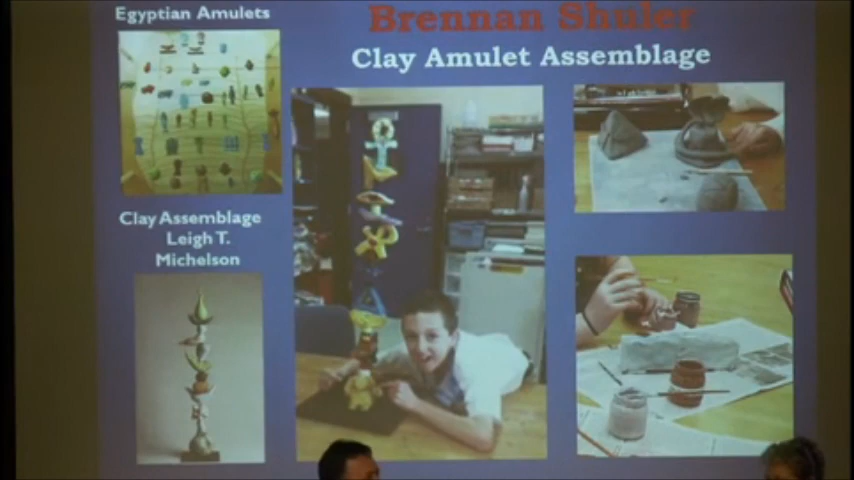 Egyptian Amulets
Brennan Shuler
Clay Amulet Assemblage
Clay Assemblage
Leigh T.
Michelson